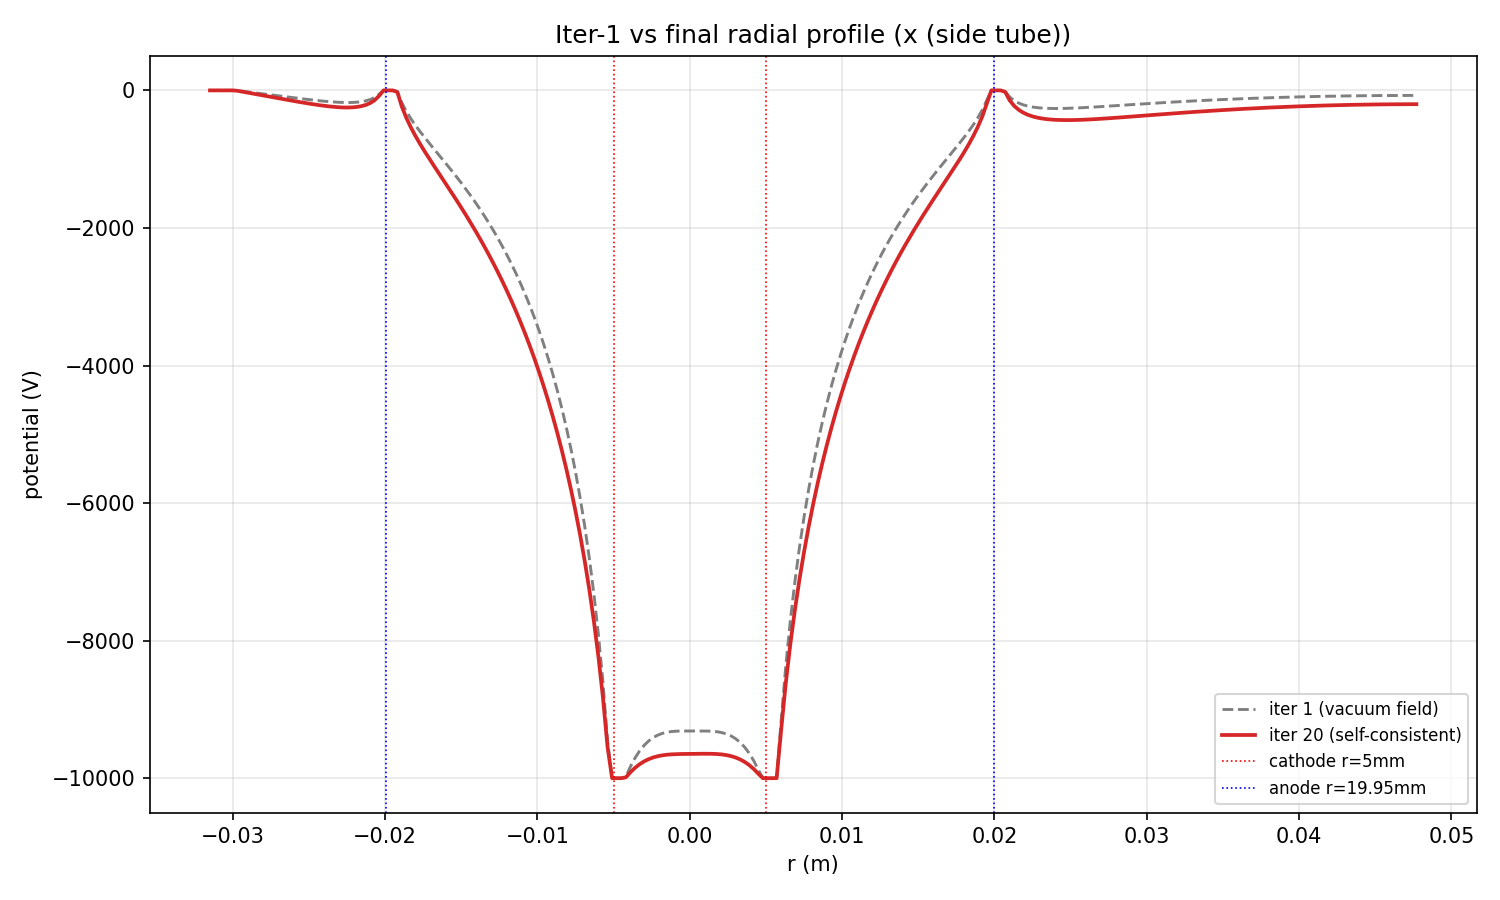 Iter-1 vs final radial profile (x (side tube))
potential (V)
0
−2000
−4000
−6000
−8000
−10000
iter 1 (vacuum field)
iter 20 (self-consistent)
cathode r=5mm
anode r=19.95mm
−0.03 −0.02 −0.01 0.00 0.01 0.02 0.03 0.04 0.05
r (m)